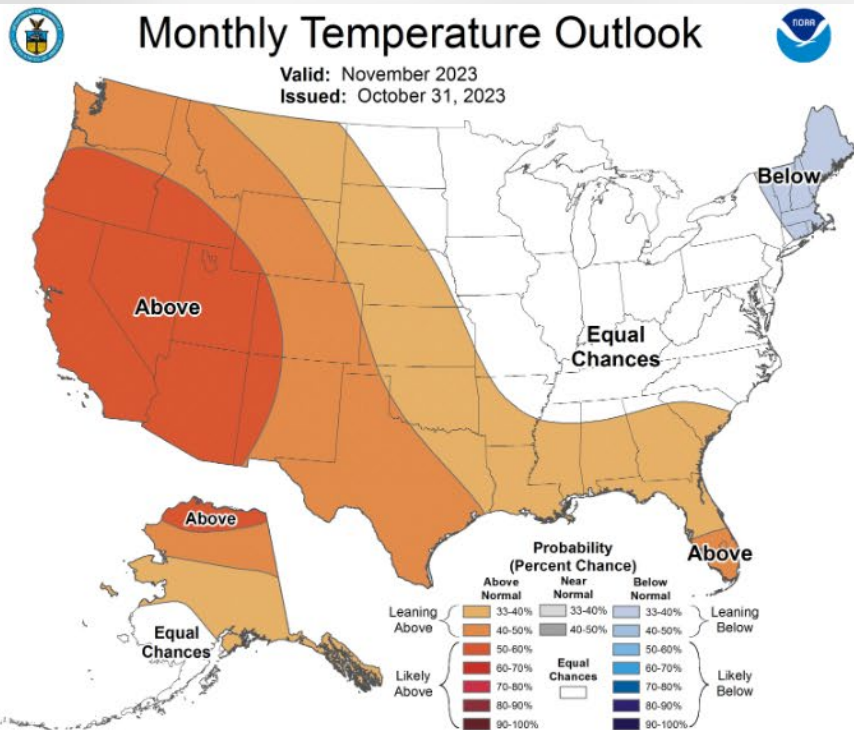 Monthly Temperature Outlook
NOAA
Valid: November 2023
Issued: October 31, 2023
Below
Above
Equal
Chances
Above
Above
Equal
Chances
Probability
(Percent Chance)
Above
Normal
Near
Normal
Below
Normal
Leaning
Above
33-40%
33-40%
33-40%
Leaning
Below
40-50%
40-50%
40-50%
50-60%
50-60%
Likely
Above
60-70%
Equal
Chances
60-70%
Likely
Below
70-80%
70-80%
80-90%
80-90%
90-100%
90-100%